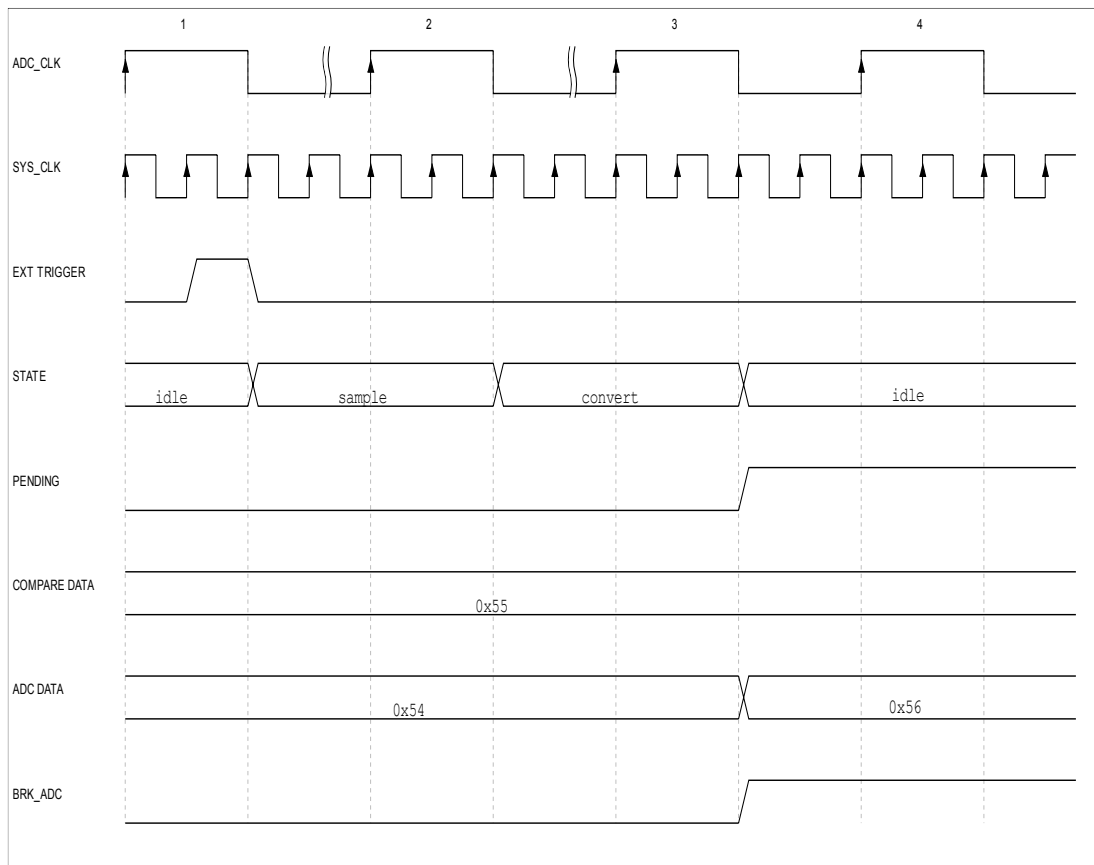 1 2 3 4
ADC_CLK
SYS_CLK
EXT TRIGGER
STATE
idle sample convert idle
PENDING
COMPARE DATA
0x55
ADC DATA
0x54 0x56
BRK_ADC